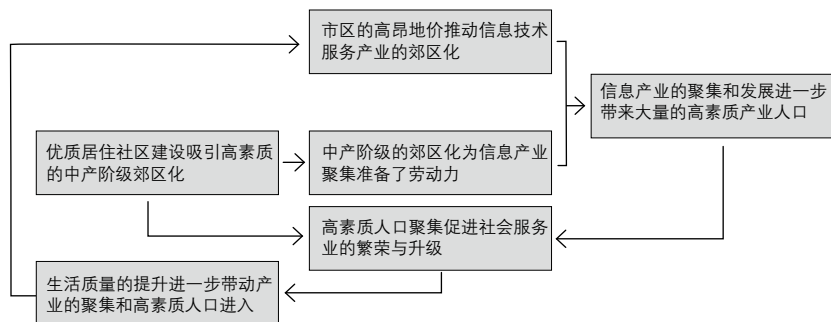 市区的高昂地价推动信息技术
服务产业的郊区化
信息产业的聚集和发展进一步
带来大量的高素质产业人口
优质居住社区建设吸引高素质
的中产阶级郊区化
中产阶级的郊区化为信息产业
聚集准备了劳动力
高素质人口聚集促进社会服务
业的繁荣与升级
生活质量的提升进一步带动产
业的聚集和高素质人口进入